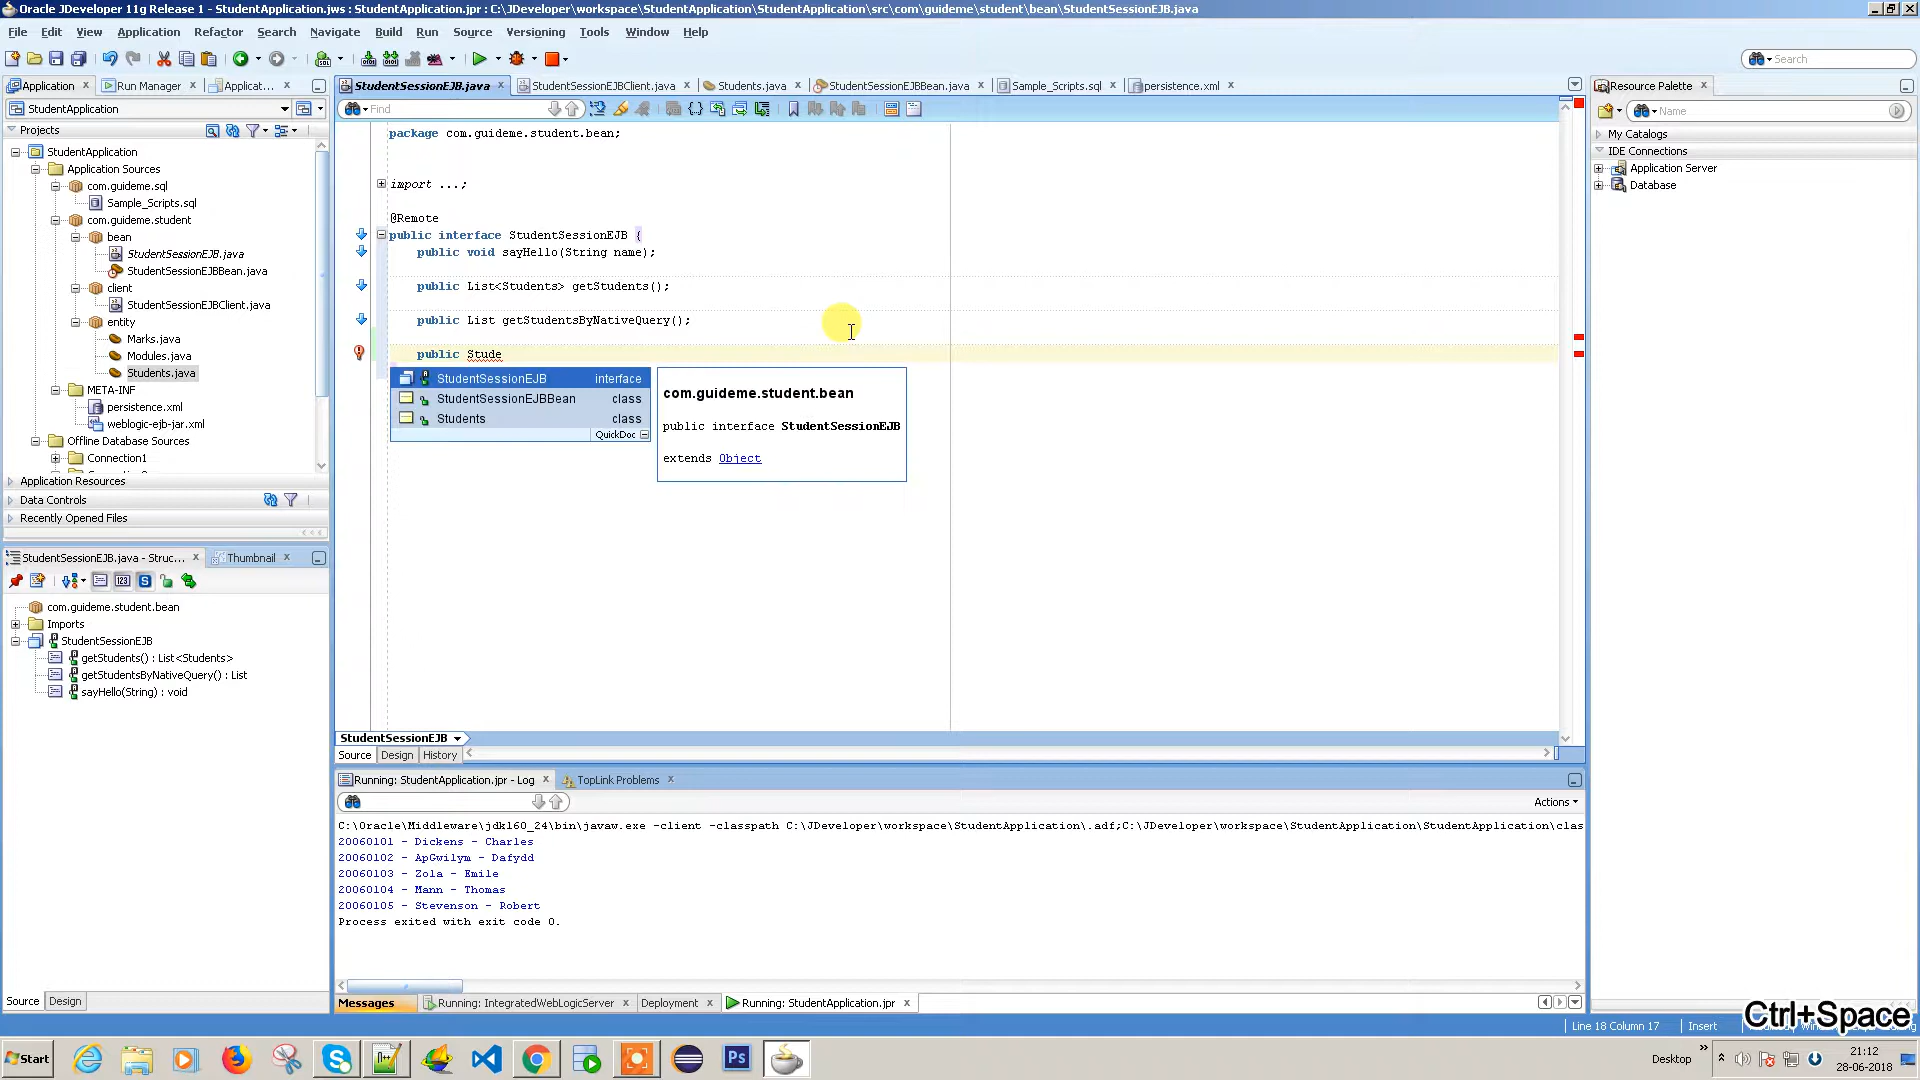 Oracle JDeveloper 11g Release 1 - StudentApplication.jws : StudentApplication.jpr : C:\JDeveloper\workspace\StudentApplication\StudentApplication\src\com\guideme\student\bean\StudentSessionEJB.java
File Edit View Application Refactor Search Navigate Build Run Source Versioning Tools Window Help
Search
Application Run Manager Applicat...
StudentApplication
Projects
StudentApplication
Application Sources
com.guideme.sql
Sample_Scripts.sql
com.guideme.student
bean
StudentSessionEJB.java
StudentSessionEJBBean.java
client
StudentSessionEJBClient.java
entity
Marks.java
Modules.java
Students.java
META-INF
persistence.xml
weblogic-ejb-jar.xml
Offline Database Sources
Connection1
Application Resources
Data Controls
Recently Opened Files
StudentSessionEJB.java - Struc... Thumbnail
com.guideme.student.bean
Imports
StudentSessionEJB
getStudents() : List<Students>
getStudentsByNativeQuery() : List
sayHello(String) : void
Source Design
StudentSessionEJB.java StudentSessionEJBClient.java Students.java StudentSessionEJBBean.java Sample_Scripts.sql persistence.xml
Find
package com.guideme.student.bean;
import ...;
@Remote
public interface StudentSessionEJB {
public void sayHello(String name);
public List<Students> getStudents();
public List getStudentsByNativeQuery();
public Stude
StudentSessionEJB interface
StudentSessionEJBBean class
Students class
QuickDoc
com.guideme.student.bean
public interface StudentSessionEJB
extends Object
StudentSessionEJB
Source Design History
Running: StudentApplication.jpr - Log TopLink Problems
Actions
C:\Oracle\Middleware\jdk160_24\bin\javaw.exe -client -classpath C:\JDeveloper\workspace\StudentApplication\.adf;C:\JDeveloper\workspace\StudentApplication\StudentApplication\clas
20060101 - Dickens - Charles
20060102 - ApGwilym - Dafydd
20060103 - Zola - Emile
20060104 - Mann - Thomas
20060105 - Stevenson - Robert
Process exited with exit code 0.
Messages Running: IntegratedWebLogicServer Deployment Running: StudentApplication.jpr
Resource Palette
Name
My Catalogs
IDE Connections
Application Server
Database
Line 18 Column 17 Insert
Ctrl+Space
Start
Ps
Desktop
21:12
28-06-2018